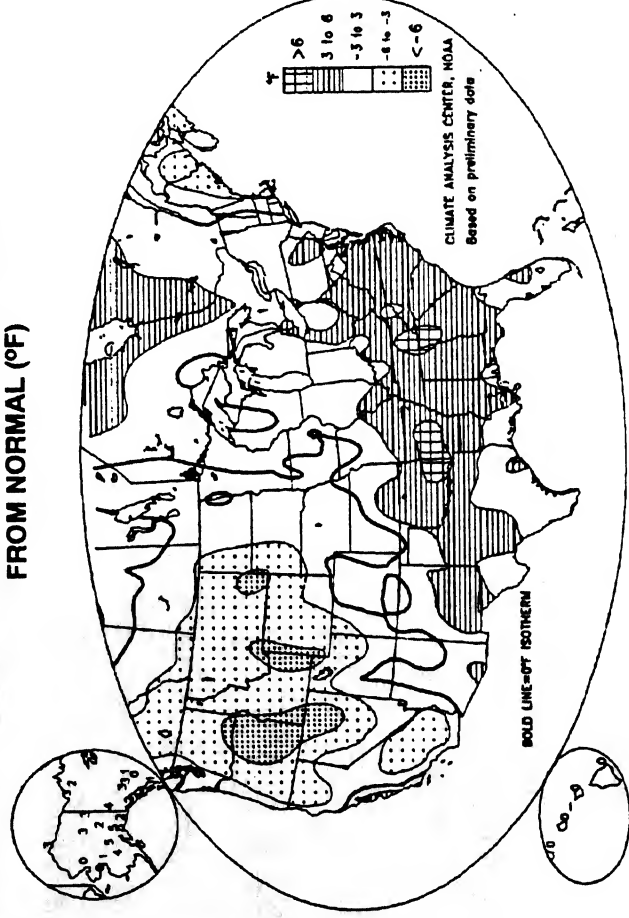 FROM NORMAL (°F)
°F
>6
3 to 6
-3 to 3
-6 to -3
<-6
CLIMATE ANALYSIS CENTER, NOAA
Based on preliminary data
BOLD LINE=0°F ISOTHERM